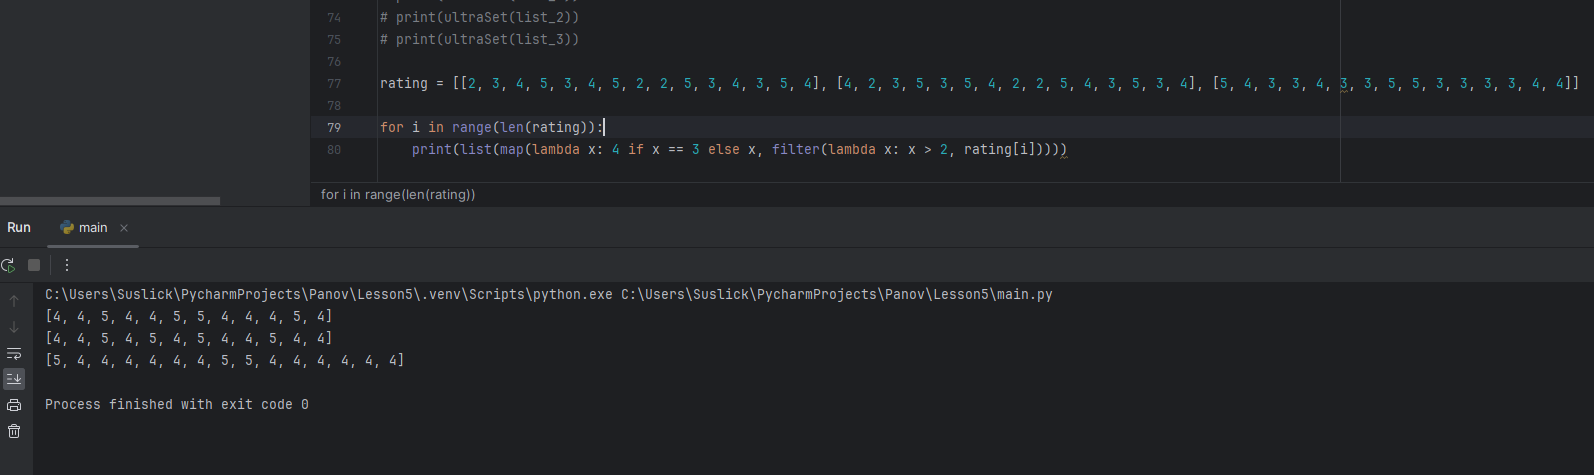 74 # print(ultraSet(list_2))
75 # print(ultraSet(list_3))
76
77 rating = [[2, 3, 4, 5, 3, 4, 5, 2, 2, 5, 3, 4, 3, 5, 4], [4, 2, 3, 5, 3, 5, 4, 2, 2, 5, 4, 3, 5, 3, 4], [5, 4, 3, 3, 4, 3, 3, 5, 5, 3, 3, 3, 3, 4, 4]]
78
79 for i in range(len(rating)):
80 print(list(map(lambda x: 4 if x == 3 else x, filter(lambda x: x > 2, rating[i]))))
for i in range(len(rating))
Run main
C:\Users\Suslick\PycharmProjects\Panov\Lesson5\.venv\Scripts\python.exe C:\Users\Suslick\PycharmProjects\Panov\Lesson5\main.py
[4, 4, 5, 4, 4, 5, 5, 4, 4, 4, 5, 4]
[4, 4, 5, 4, 5, 4, 5, 4, 4, 5, 4, 4]
[5, 4, 4, 4, 4, 4, 4, 5, 5, 4, 4, 4, 4, 4, 4]
Process finished with exit code 0